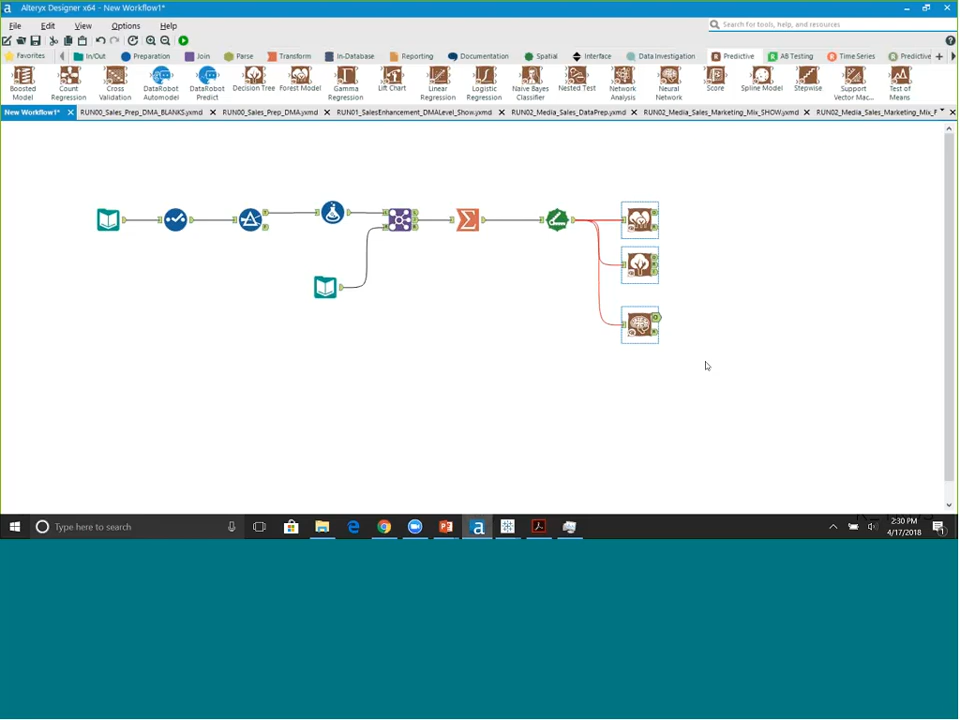 Alteryx Designer x64 - New Workflow1*
File Edit View Options Help
Search for tools, help, and resources
Favorites In/Out Preparation Join Parse Transform In-Database Reporting Documentation Spatial Interface Data Investigation Predictive AB Testing Time Series Predictive
Boosted Model
Count Regression
Cross Validation
DataRobot Automodel
DataRobot Predict
Decision Tree
Forest Model
Gamma Regression
Lift Chart
Linear Regression
Logistic Regression
Naive Bayes Classifier
Nested Test
Network Analysis
Neural Network
Score
Spline Model
Stepwise
Support Vector Mac...
Test of Means
New Workflow1* RUN00_Sales_Prep_DMA_BLANKS.yxmd RUN00_Sales_Prep_DMA.yxmd RUN01_SalesEnhancement_DMALevel_Show.yxmd RUN02_Media_Sales_DataPrep.yxmd RUN02_Media_Sales_Marketing_Mix_SHOW.yxmd RUN02_Media_Sales_Marketing_Mix_F
Type here to search
2:30 PM
4/17/2018